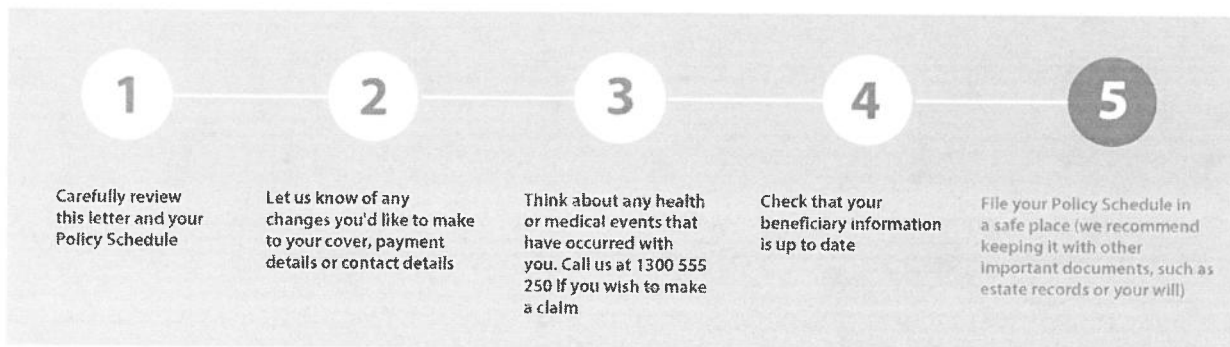 1
2
3
4
5
Carefully review
this letter and your
Policy Schedule
Let us know of any
changes you'd like to make
to your cover, payment
details or contact details
Think about any health
or medical events that
have occurred with
you. Call us at 1300 555
250 if you wish to make
a claim
Check that your
beneficiary information
is up to date
File your Policy Schedule in
a safe place (we recommend
keeping it with other
important documents, such as
estate records or your will)